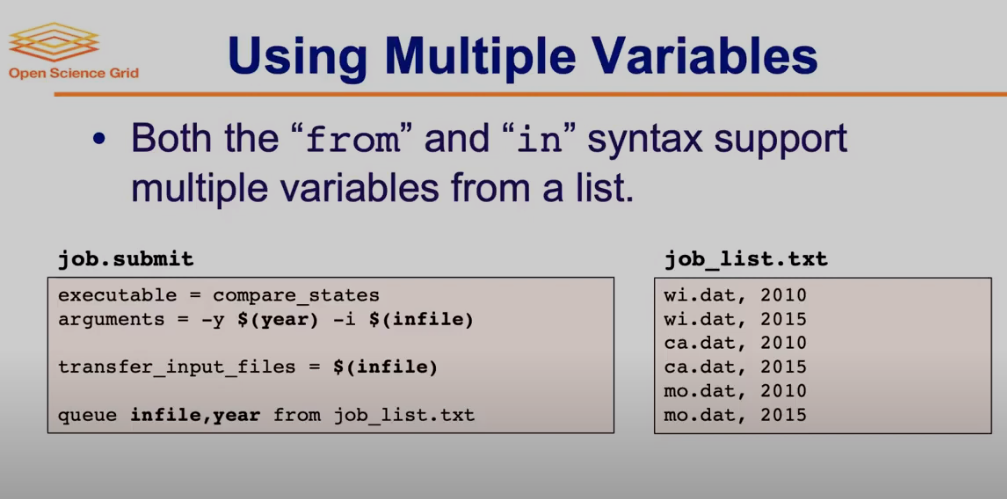 Open Science Grid
Using Multiple Variables
• Both the “from” and “in” syntax support
multiple variables from a list.
job.submit
executable = compare_states
arguments = -y $(year) -i $(infile)
transfer_input_files = $(infile)
queue infile,year from job_list.txt
job_list.txt
wi.dat, 2010
wi.dat, 2015
ca.dat, 2010
ca.dat, 2015
mo.dat, 2010
mo.dat, 2015